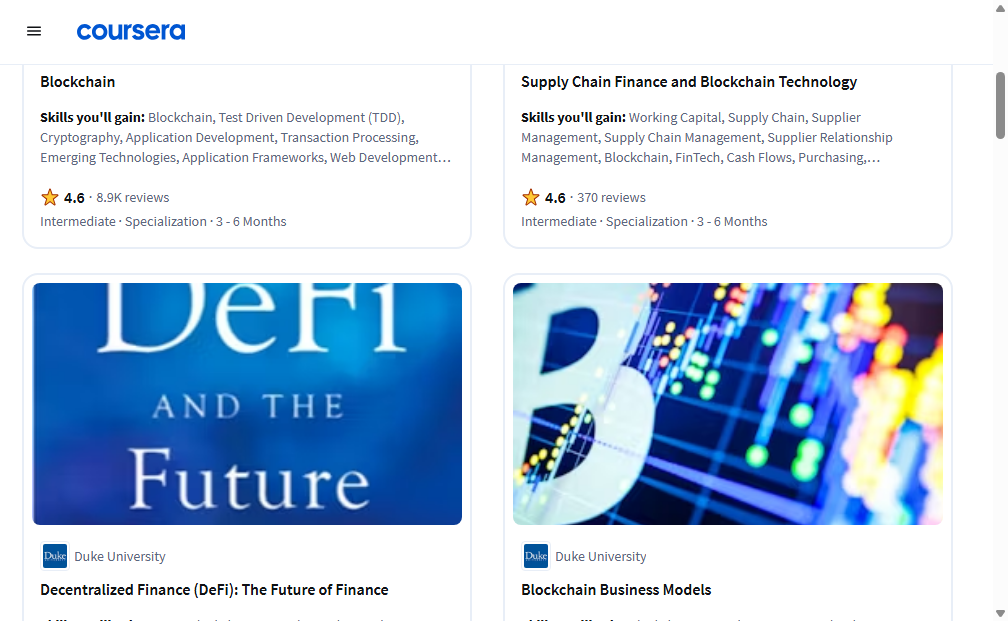 coursera
Blockchain
Skills you'll gain: Blockchain, Test Driven Development (TDD),
Cryptography, Application Development, Transaction Processing,
Emerging Technologies, Application Frameworks, Web Development...
4.6 · 8.9K reviews
Intermediate · Specialization · 3 - 6 Months
Supply Chain Finance and Blockchain Technology
Skills you'll gain: Working Capital, Supply Chain, Supplier
Management, Supply Chain Management, Supplier Relationship
Management, Blockchain, FinTech, Cash Flows, Purchasing,...
4.6 · 370 reviews
Intermediate · Specialization · 3 - 6 Months
DeFi
AND THE
Future
Duke
Duke University
Decentralized Finance (DeFi): The Future of Finance
B
Duke
Duke University
Blockchain Business Models